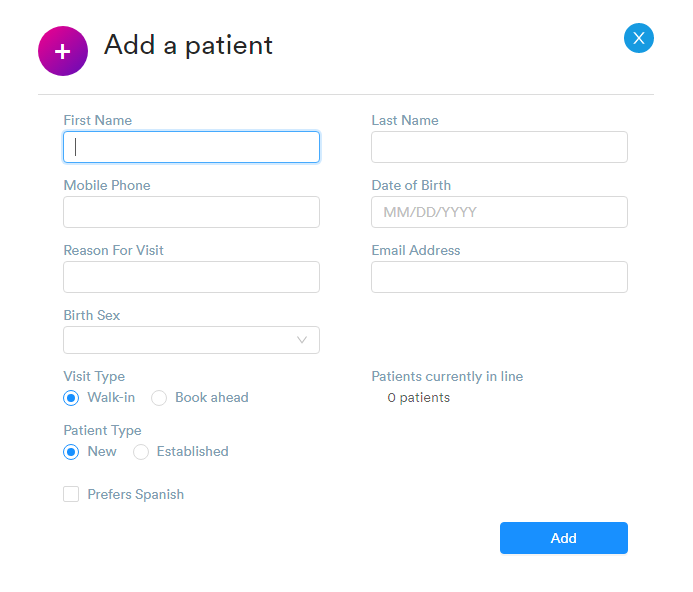 Add a patient
X
First Name
Last Name
Mobile Phone
Date of Birth
MM/DD/YYYY
Reason For Visit
Email Address
Birth Sex
Visit Type
Patients currently in line
Walk-in
Book ahead
0 patients
Patient Type
New
Established
Prefers Spanish
Add